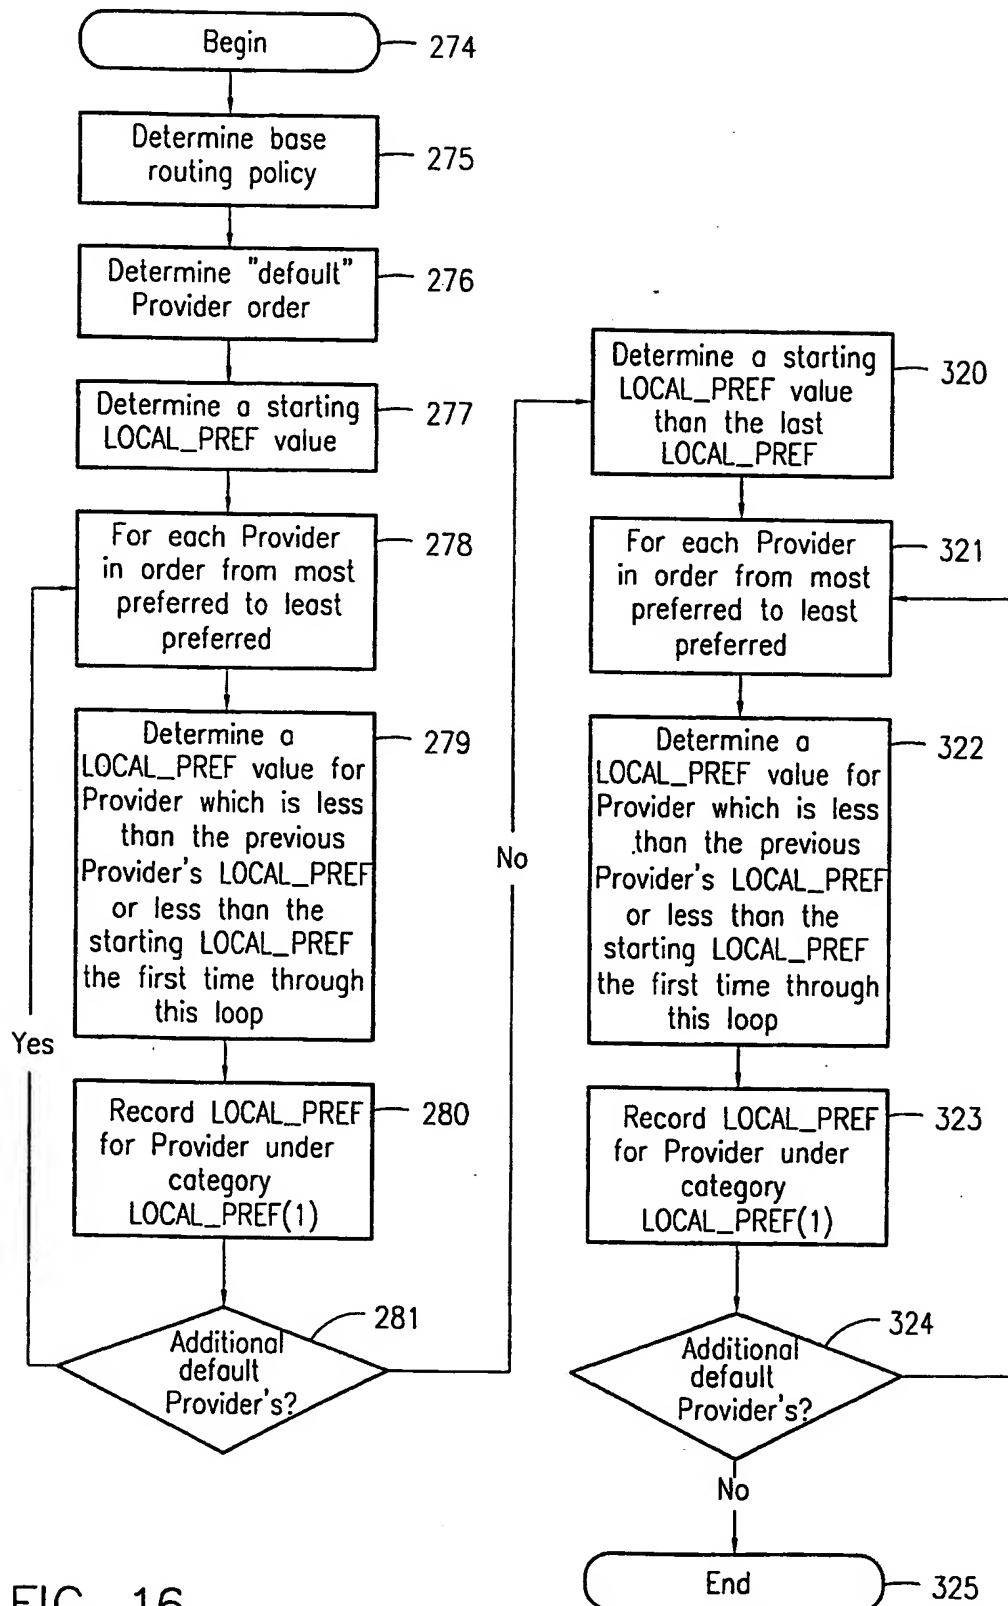 Begin
274
Determine base
routing policy
275
Determine "default"
Provider order
276
Determine a starting
LOCAL_PREF value
277
For each Provider
in order from most
preferred to least
preferred
278
Determine a
LOCAL_PREF value for
Provider which is less
than the previous
Provider's LOCAL_PREF
or less than the
starting LOCAL_PREF
the first time through
this loop
279
Yes
Record LOCAL_PREF
for Provider under
category
LOCAL_PREF(1)
280
Additional
default
Provider's?
281
No
Determine a starting
LOCAL_PREF value
than the last
LOCAL_PREF
320
For each Provider
in order from most
preferred to least
preferred
321
Determine a
LOCAL_PREF value for
Provider which is less
than the previous
Provider's LOCAL_PREF
or less than the
starting LOCAL_PREF
the first time through
this loop
322
Record LOCAL_PREF
for Provider under
category
LOCAL_PREF(1)
323
Additional
default
Provider's?
324
No
End
325
FIG. 16